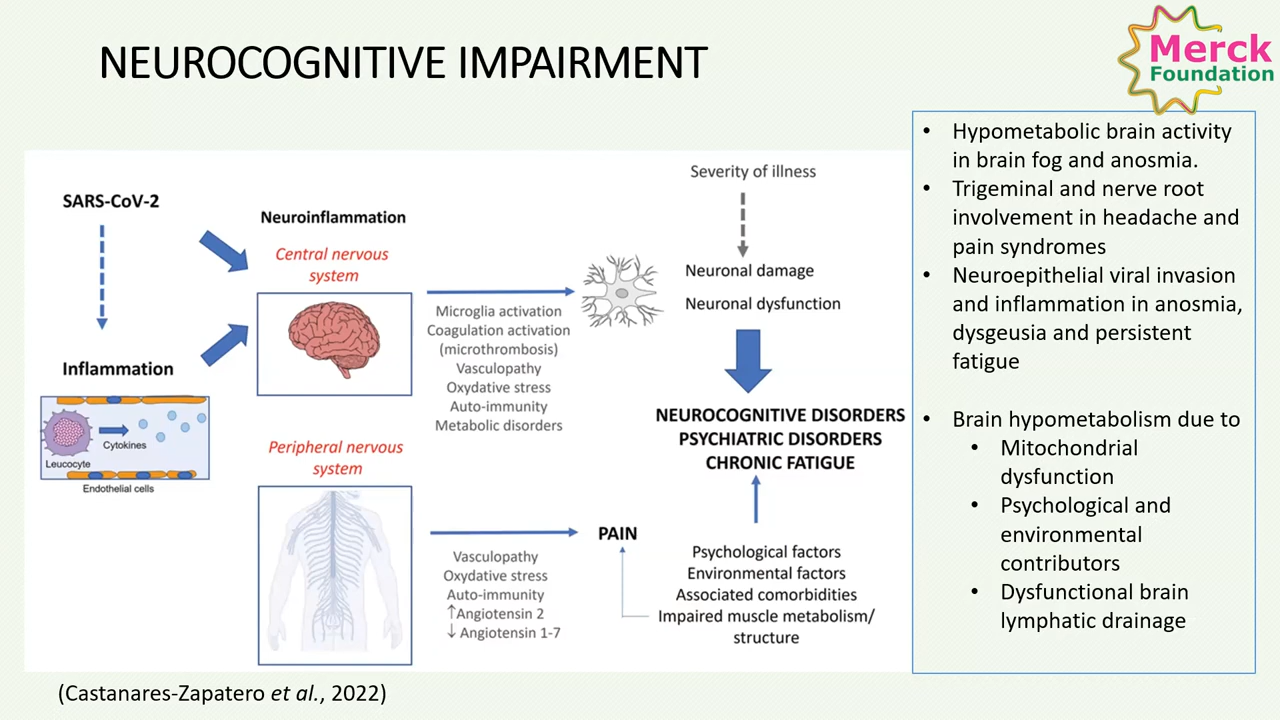 NEUROCOGNITIVE IMPAIRMENT
Merck
Foundation
SARS-CoV-2
Inflammation
Leucocyte
Cytokines
Endothelial cells
Neuroinflammation
Central nervous
system
Peripheral nervous
system
Microglia activation
Coagulation activation
(microthrombosis)
Vasculopathy
Oxydative stress
Auto-immunity
Metabolic disorders
Vasculopathy
Oxydative stress
Auto-immunity
↑Angiotensin 2
↓ Angiotensin 1-7
Severity of illness
Neuronal damage
Neuronal dysfunction
NEUROCOGNITIVE DISORDERS
PSYCHIATRIC DISORDERS
CHRONIC FATIGUE
PAIN
Psychological factors
Environmental factors
Associated comorbidities
Impaired muscle metabolism/
structure
• Hypometabolic brain activity
in brain fog and anosmia.
• Trigeminal and nerve root
involvement in headache and
pain syndromes
• Neuroepithelial viral invasion
and inflammation in anosmia,
dysgeusia and persistent
fatigue
• Brain hypometabolism due to
• Mitochondrial
dysfunction
• Psychological and
environmental
contributors
• Dysfunctional brain
lymphatic drainage
(Castanares-Zapatero et al., 2022)